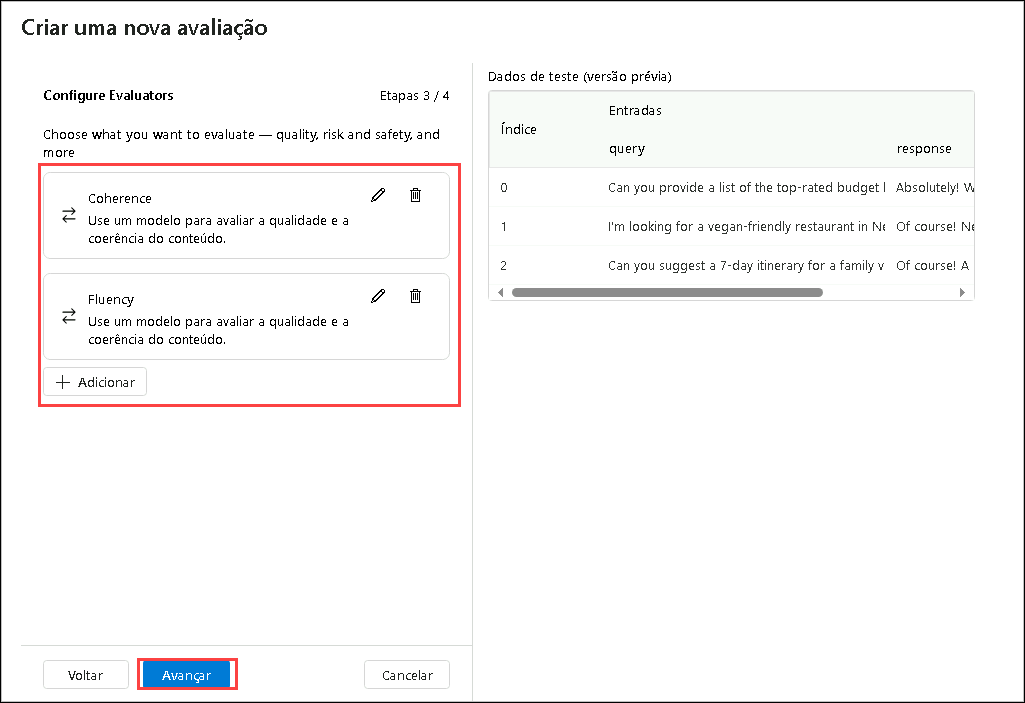 Criar uma nova avaliação
Configure Evaluators
Etapas 3 / 4
Choose what you want to evaluate — quality, risk and safety, and
more
Coherence
Use um modelo para avaliar a qualidade e a
coerência do conteúdo.
Fluency
Use um modelo para avaliar a qualidade e a
coerência do conteúdo.
Adicionar
Voltar
Avançar
Cancelar
Dados de teste (versão prévia)
Índice
Entradas
query
response
0
Can you provide a list of the top-rated budget
Absolutely! W
1
I'm looking for a vegan-friendly restaurant in Ne
Of course! Ne
2
Can you suggest a 7-day itinerary for a family v
Of course! A